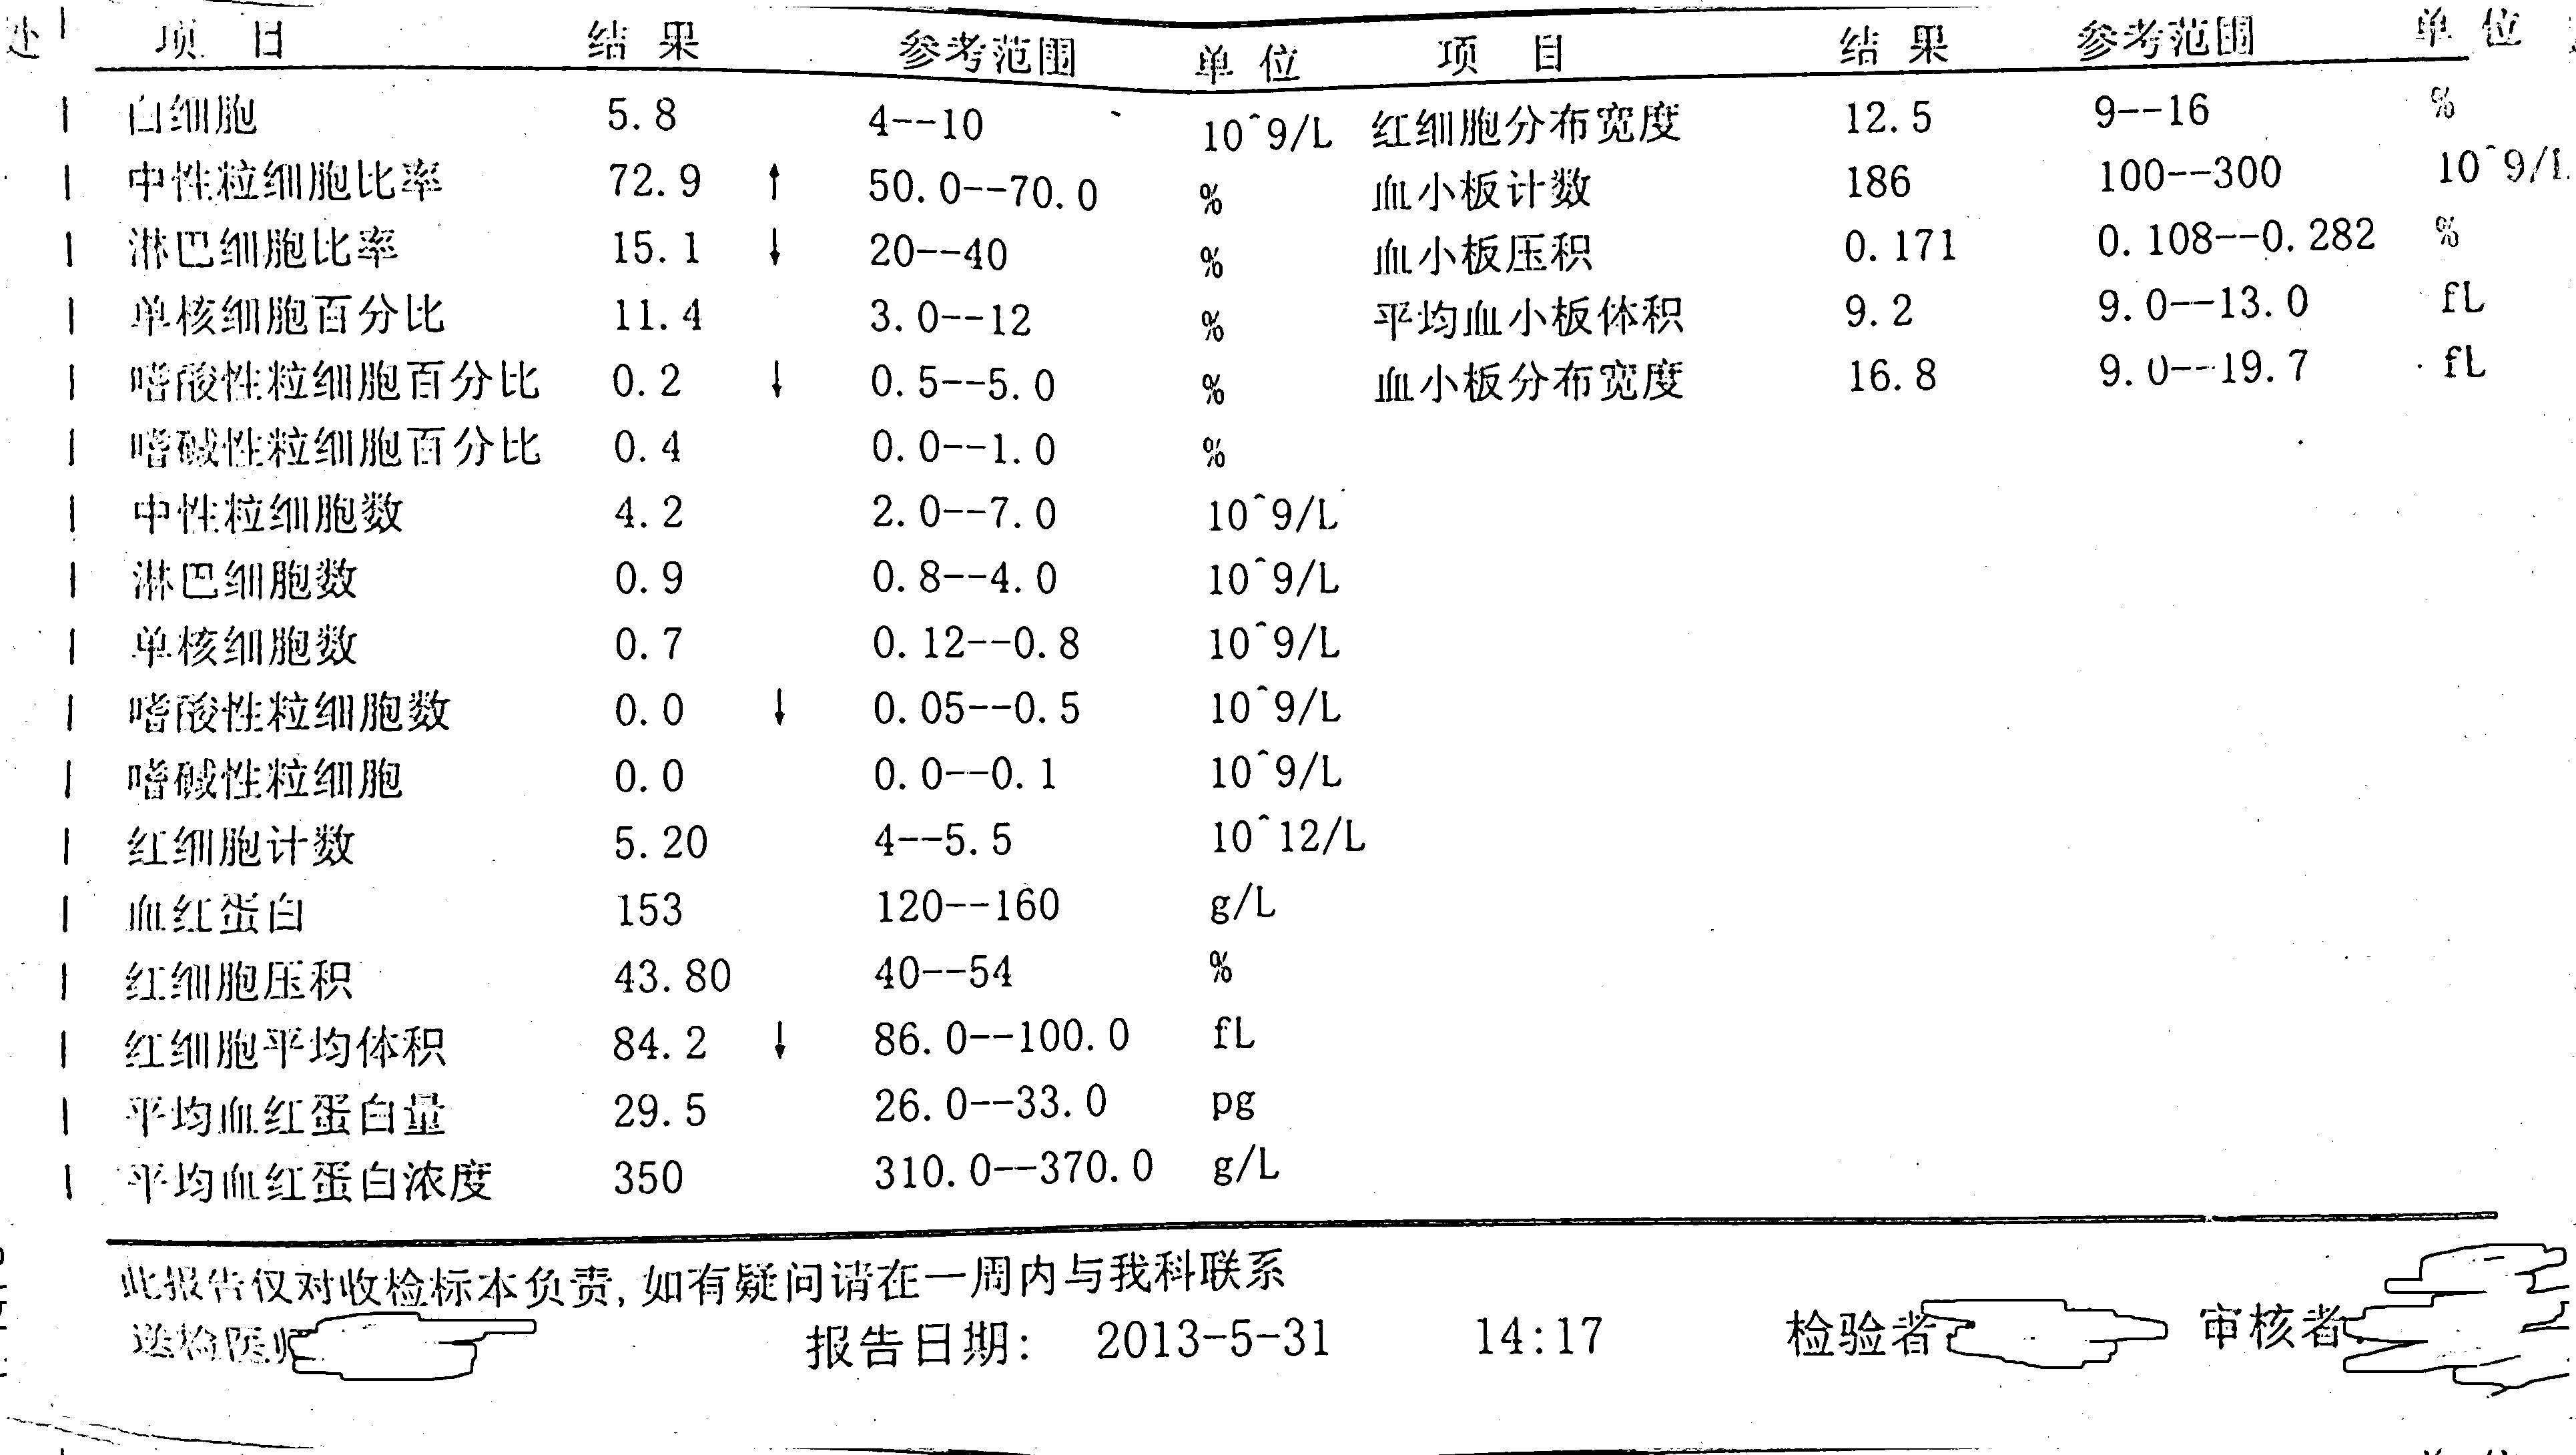 处 项 目 结 果 参考范围 单 位 项 目 结 果 参考范围 单 位
白细胞 5.8 4--10 10^9/L 红细胞分布宽度 12.5 9--16 %
中性粒细胞比率 72.9 ↑ 50.0--70.0 % 血小板计数 186 100--300 10^9/L
淋巴细胞比率 15.1 ↓ 20--40 % 血小板压积 0.171 0.108--0.282 %
单核细胞百分比 11.4 3.0--12 % 平均血小板体积 9.2 9.0--13.0 fL
嗜酸性粒细胞百分比 0.2 ↓ 0.5--5.0 % 血小板分布宽度 16.8 9.0--19.7 fL
嗜碱性粒细胞百分比 0.4 0.0--1.0 %
中性粒细胞数 4.2 2.0--7.0 10^9/L
淋巴细胞数 0.9 0.8--4.0 10^9/L
单核细胞数 0.7 0.12--0.8 10^9/L
嗜酸性粒细胞数 0.0 ↓ 0.05--0.5 10^9/L
嗜碱性粒细胞 0.0 0.0--0.1 10^9/L
红细胞计数 5.20 4--5.5 10^12/L
血红蛋白 153 120--160 g/L
红细胞压积 43.80 40--54 %
红细胞平均体积 84.2 ↓ 86.0--100.0 fL
平均血红蛋白量 29.5 26.0--33.0 pg
平均血红蛋白浓度 350 310.0--370.0 g/L
此报告仅对收检标本负责,如有疑问请在一周内与我科联系
送检医师 报告日期: 2013-5-31 14:17 检验者 审核者
单 位